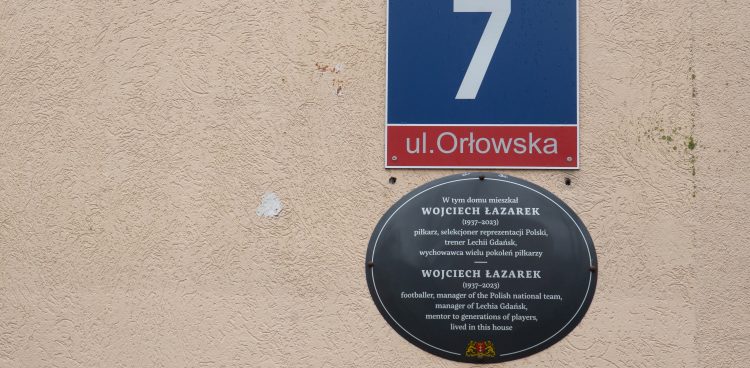 7
ul.Orłowska
W tym domu mieszkał
WOJCIECH ŁAZAREK
(1937–2023)
piłkarz, selekcjoner reprezentacji Polski,
trener Lechii Gdańsk,
wychowawca wielu pokoleń piłkarzy
WOJCIECH ŁAZAREK
(1937–2023)
footballer, manager of the Polish national team,
manager of Lechia Gdańsk,
mentor to generations of players,
lived in this house